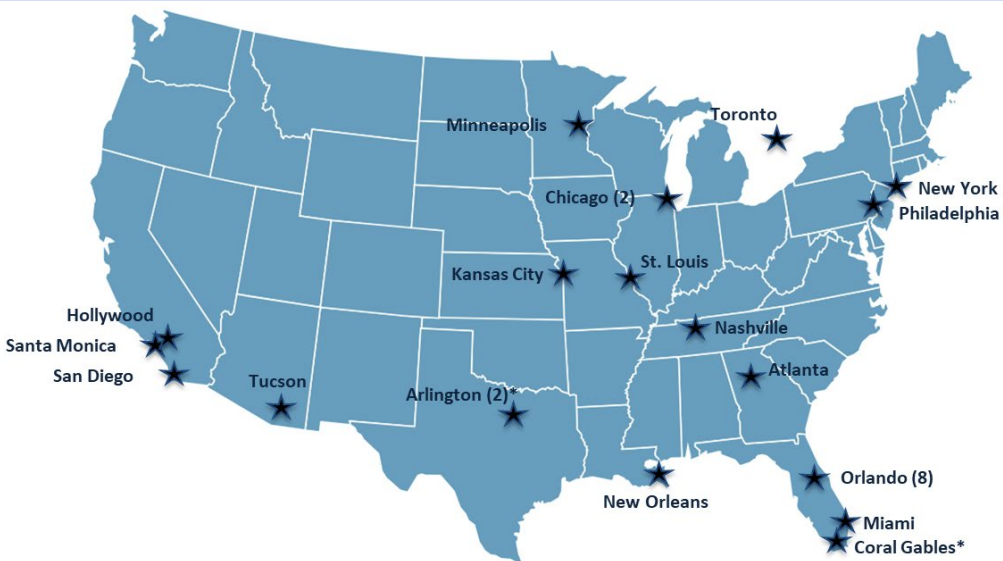 Toronto
Minneapolis
New York
Chicago (2)
Philadelphia
St. Louis
Kansas City
Hollywood
Nashville
Santa Monica
Atlanta
San Diego
Tucson
Arlington (2)*
Orlando (8)
New Orleans
Miami
Coral Gables*